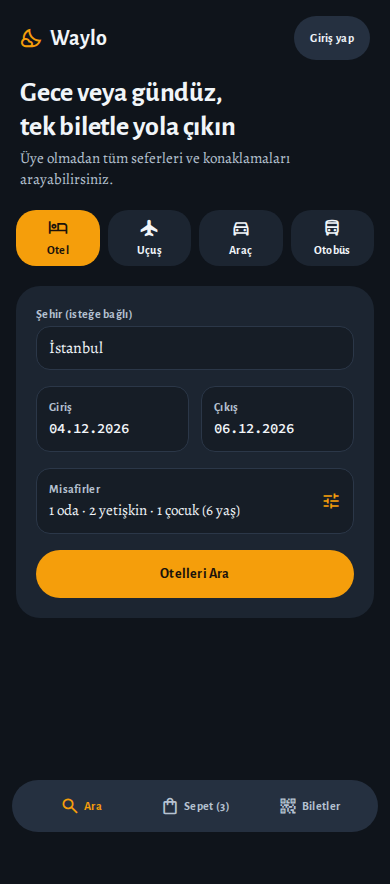 Waylo
Giriş yap
Gece veya gündüz,
tek biletle yola çıkın
Üye olmadan tüm seferleri ve konaklamaları
arayabilirsiniz.
Otel
Uçuş
Araç
Otobüs
Şehir (isteğe bağlı)
İstanbul
Giriş
04.12.2026
Çıkış
06.12.2026
Misafirler
1 oda · 2 yetişkin · 1 çocuk (6 yaş)
Otelleri Ara
Ara
Sepet (3)
Biletler